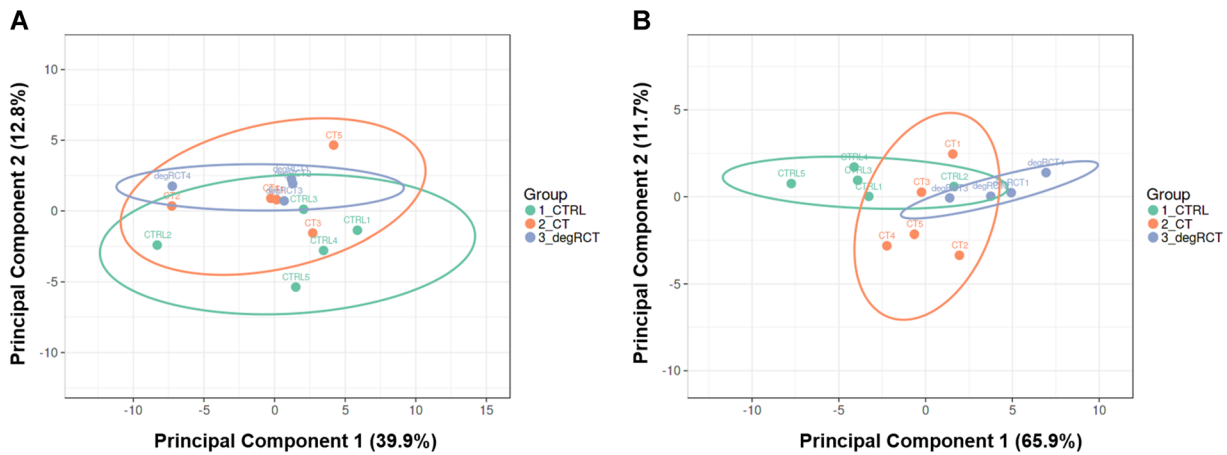 A
B
10
5
0
-5
-10
Principal Component 2 (12.8%)
CT5
degRCT4
CT2
degRCT3
CTRL3
CTRL1
CT3
CTRL4
CTRL2
CTRL5
-10
-5
0
5
10
15
Principal Component 1 (39.9%)
Group
1_CTRL
2_CT
3_degRCT
5
0
-5
-10
Principal Component 2 (11.7%)
CT1
CTRL4
CTRL3
CTRL5
CTRL1
CTRL2
CT3
degRCT1
CT5
CT4
CT2
-10
-5
0
5
10
Principal Component 1 (65.9%)
Group
1_CTRL
2_CT
3_degRCT